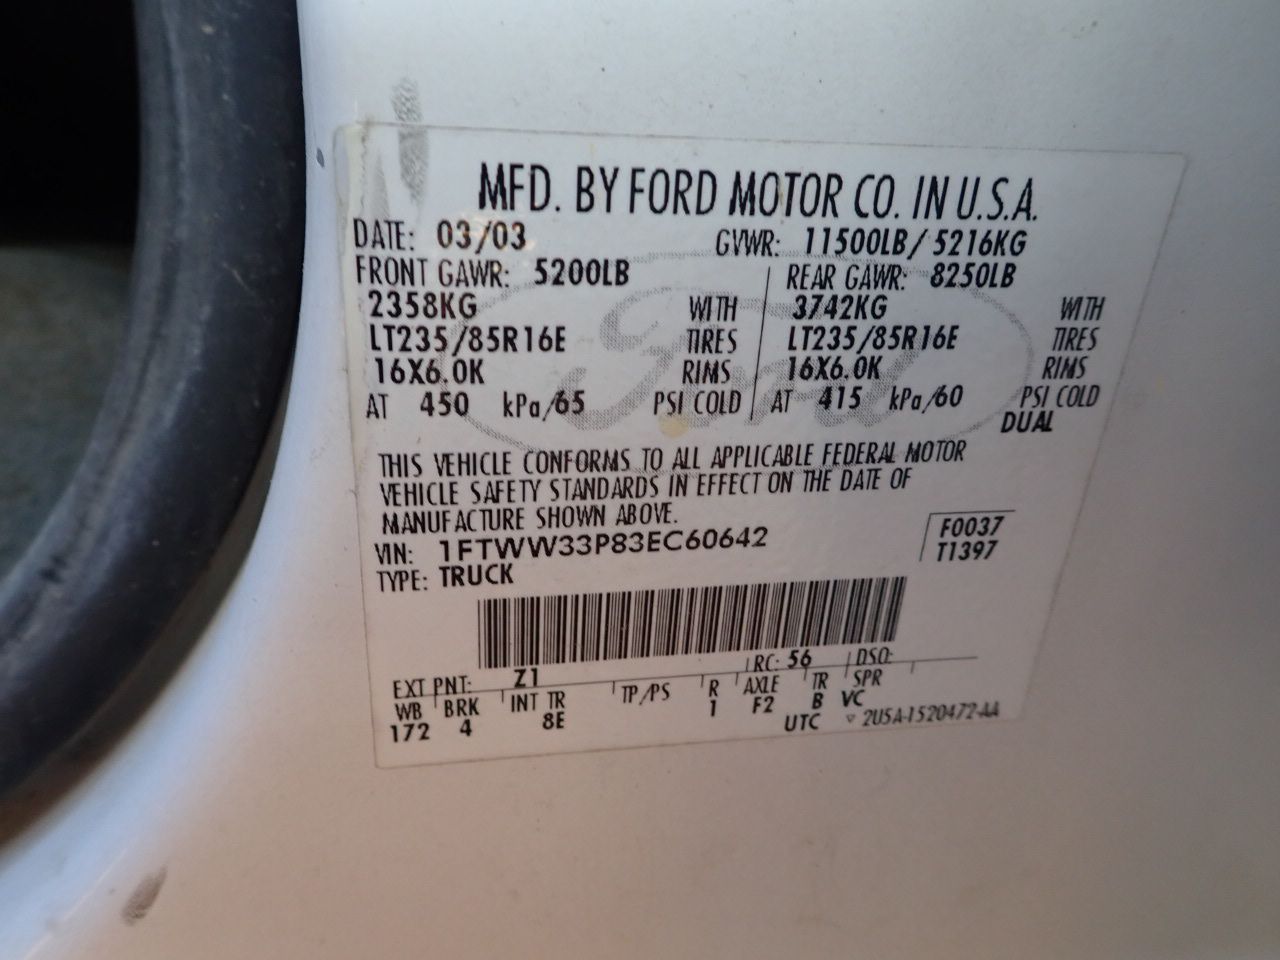 MFD. BY FORD MOTOR CO. IN U.S.A.
DATE: 03/03 GVWR: 11500LB/ 5216KG
FRONT GAWR: 5200LB REAR GAWR: 8250LB
2358KG WITH 3742KG WITH
LT235/85R16E TIRES LT235/85R16E TIRES
16X6.0K RIMS 16X6.0K RIMS
AT 450 kPa/65 PSI COLD AT 415 kPa/60 PSI COLD
DUAL
Ford
THIS VEHICLE CONFORMS TO ALL APPLICABLE FEDERAL MOTOR
VEHICLE SAFETY STANDARDS IN EFFECT ON THE DATE OF
MANUFACTURE SHOWN ABOVE.
VIN: 1FTWW33P83EC60642 F0037
TYPE: TRUCK T1397
EXT PNT: Z1 RC: 56 DSO:
WB BRK INT TR TP/PS R AXLE TR SPR
172 4 8E 1 F2 B VC
UTC ▽ 2U5A-1520472-AA